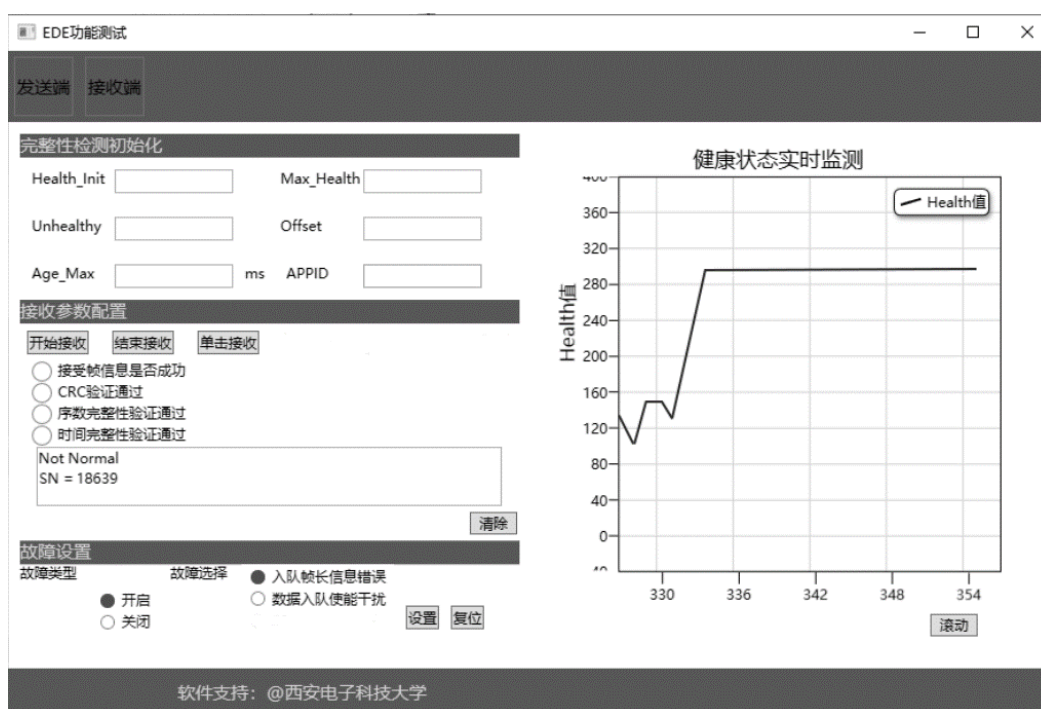 EDE功能测试
发送端 接收端
完整性检测初始化
Health_Init Max_Health
Unhealthy Offset
Age_Max ms APPID
接收参数配置
开始接收 结束接收 单击接收
接受帧信息是否成功
CRC验证通过
序数完整性验证通过
时间完整性验证通过
Not Normal
SN = 18639
清除
故障设置
故障类型 故障选择 入队帧长信息错误
开启 数据入队使能干扰
关闭 设置 复位
健康状态实时监测
Health值
Health值
400
360
320
280
240
200
160
120
80
40
0
330 336 342 348 354
滚动
软件支持：@西安电子科技大学